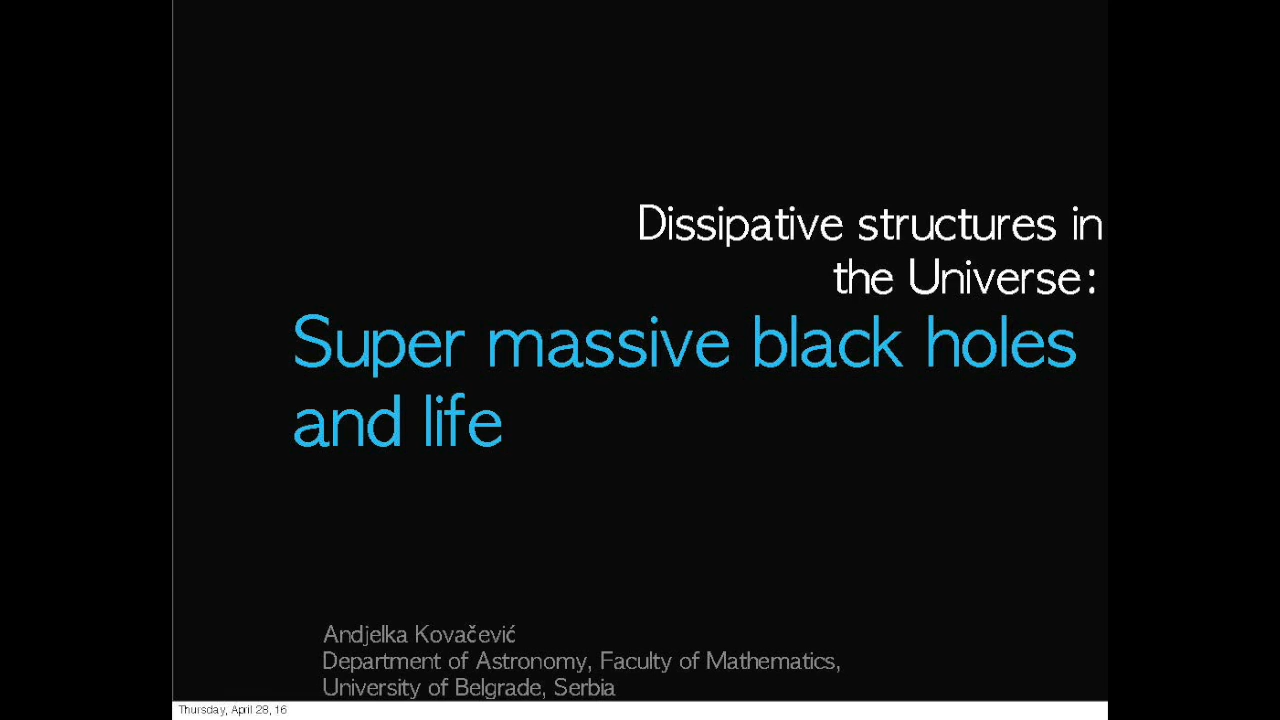 Dissipative structures in
the Universe:
Super massive black holes
and life
Andjelka Kovačević
Department of Astronomy, Faculty of Mathematics,
University of Belgrade, Serbia
Thursday, April 28, 16